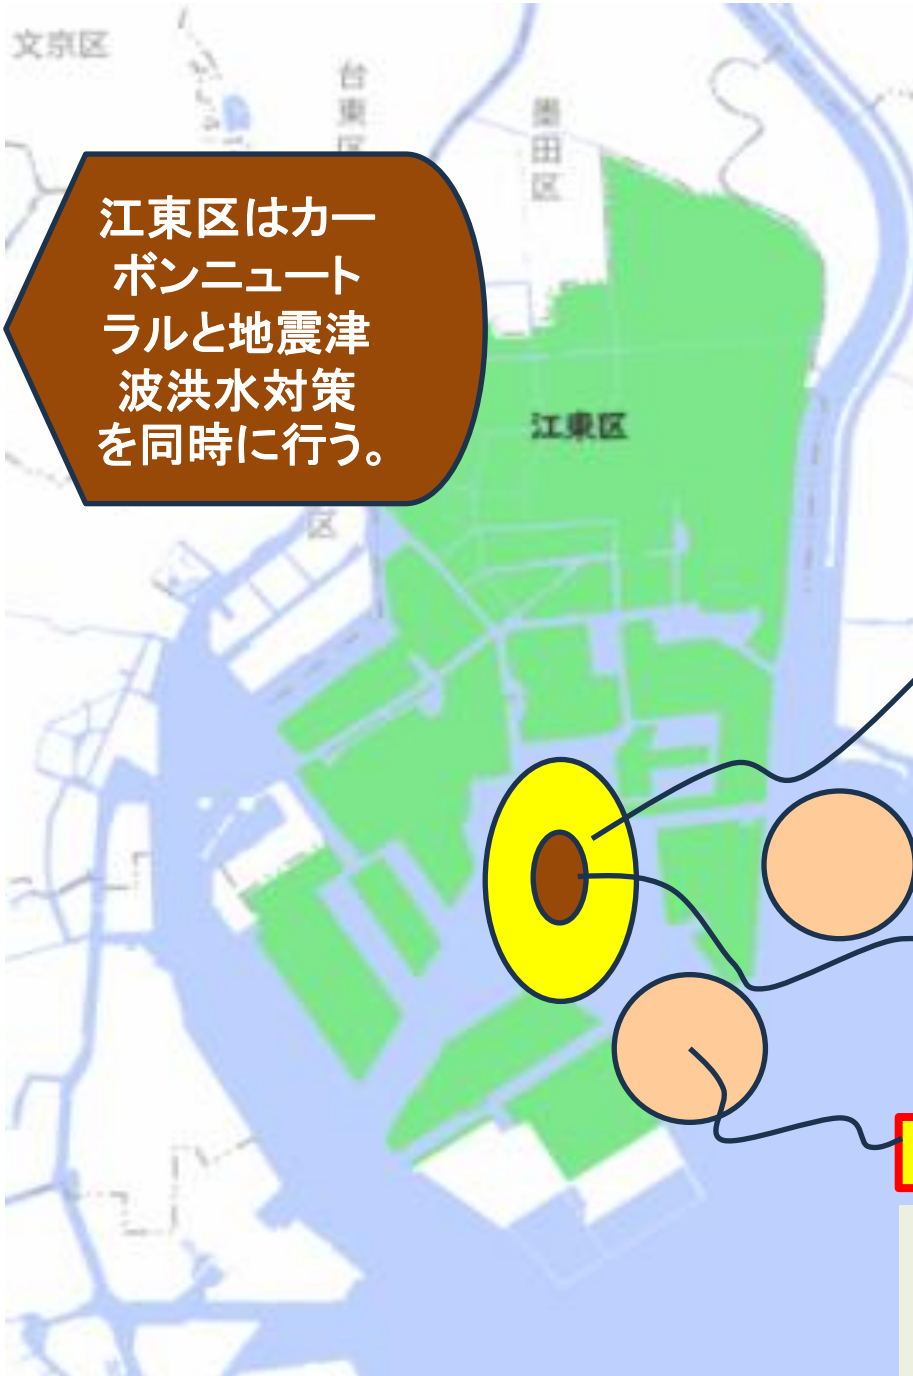 文京区
台東区
墨田区
江東区はカー
ボンニュート
ラルと地震津
波洪水対策
を同時に行う。
江東区
区